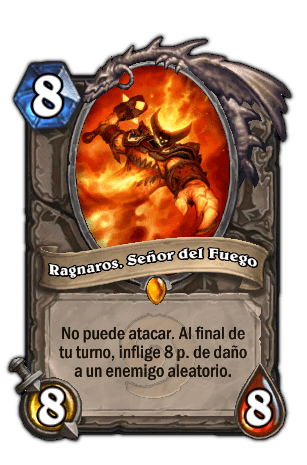 8
Ragnaros, Señor del Fuego
No puede atacar. Al final de
tu turno, inflige 8 p. de daño
a un enemigo aleatorio.
8
8